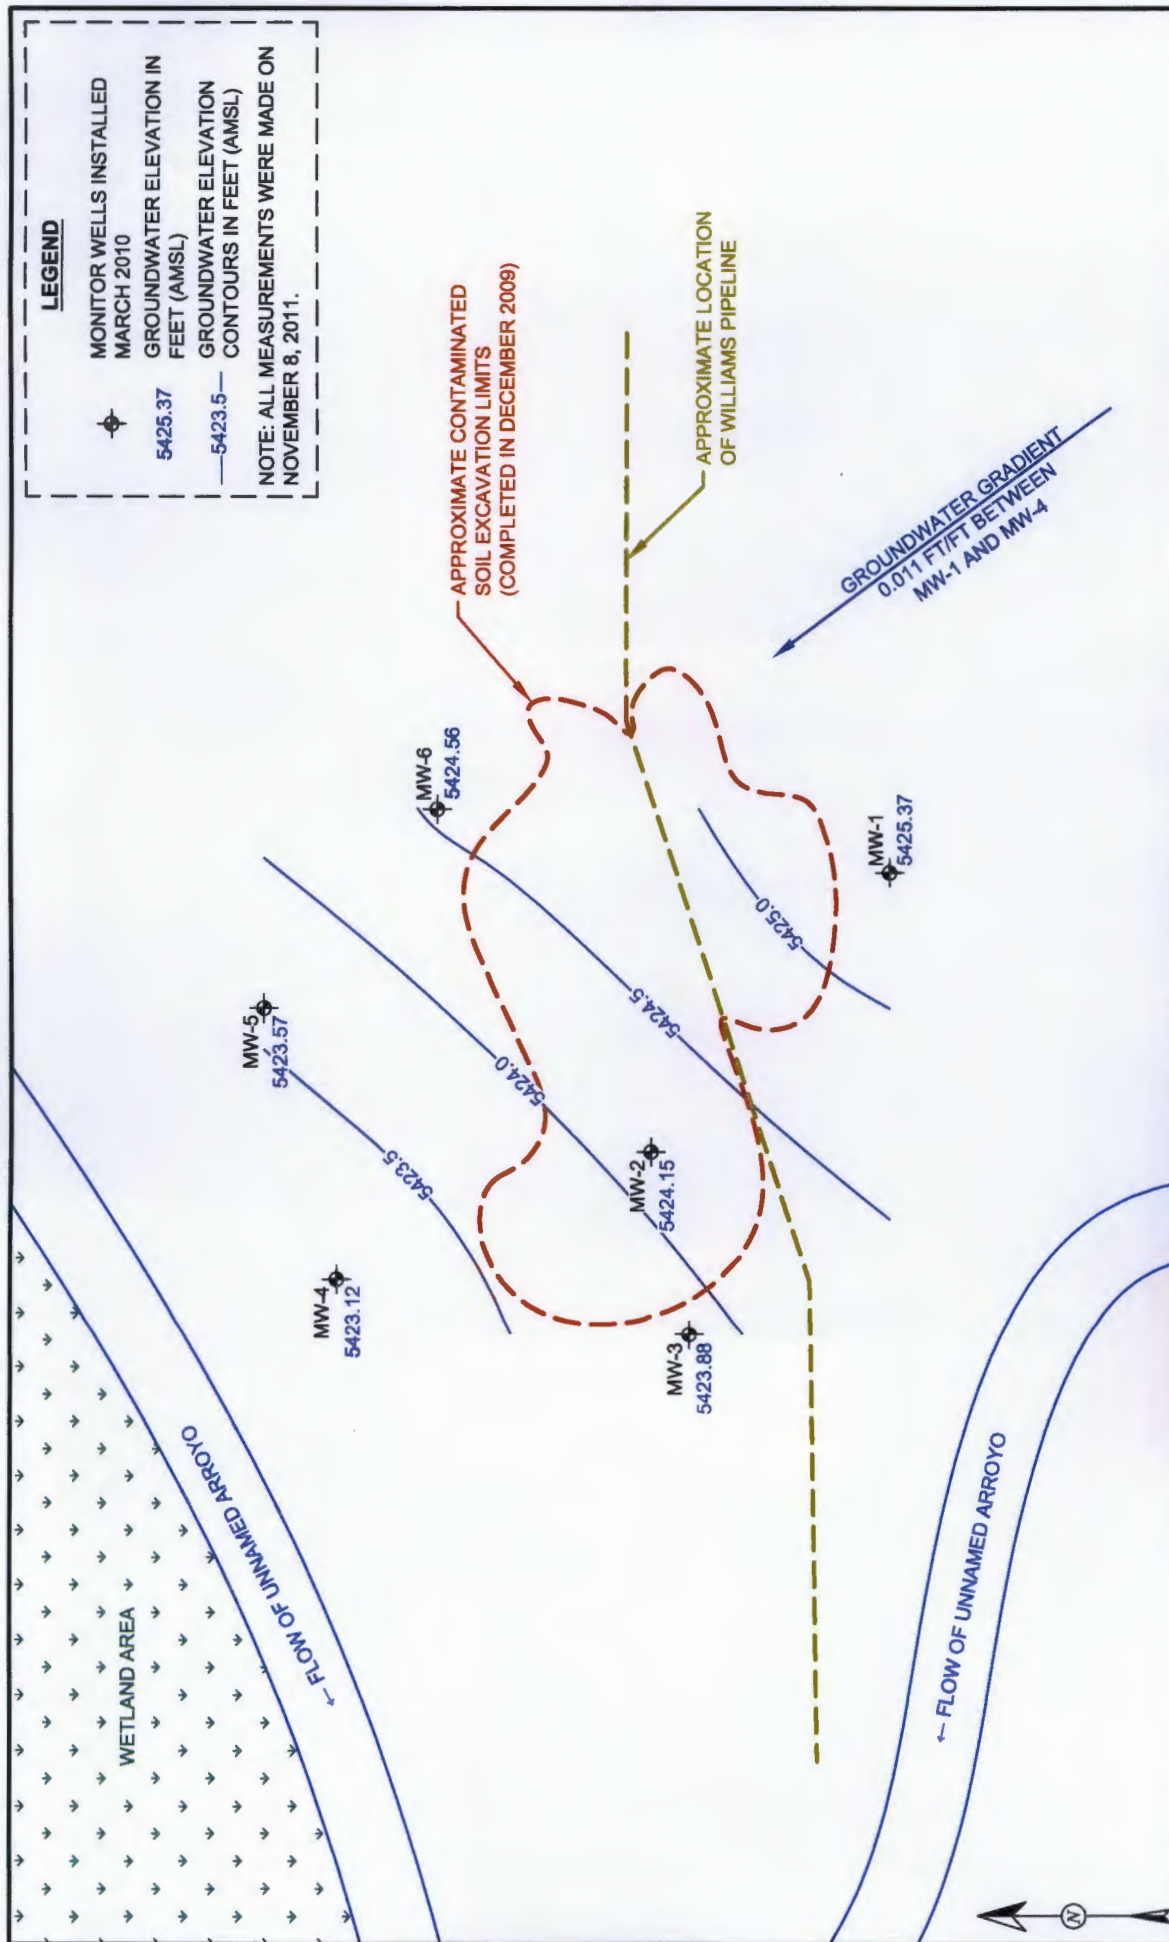 LEGEND
MONITOR WELLS INSTALLED
MARCH 2010
5425.37
GROUNDWATER ELEVATION IN
FEET (AMSL)
5423.5
GROUNDWATER ELEVATION
CONTOURS IN FEET (AMSL)
NOTE: ALL MEASUREMENTS WERE MADE ON
NOVEMBER 8, 2011.
WETLAND AREA
← FLOW OF UNNAMED ARROYO
MW-5
5423.57
MW-4
5423.12
MW-6
5424.56
5423.5
5424.0
5424.5
5425.0
MW-2
5424.15
MW-3
5423.88
MW-1
5425.37
APPROXIMATE CONTAMINATED
SOIL EXCAVATION LIMITS
(COMPLETED IN DECEMBER 2009)
APPROXIMATE LOCATION
OF WILLIAMS PIPELINE
GROUNDWATER GRADIENT
0.011 FT/FT BETWEEN
MW-1 AND MW-4
← FLOW OF UNNAMED ARROYO
N